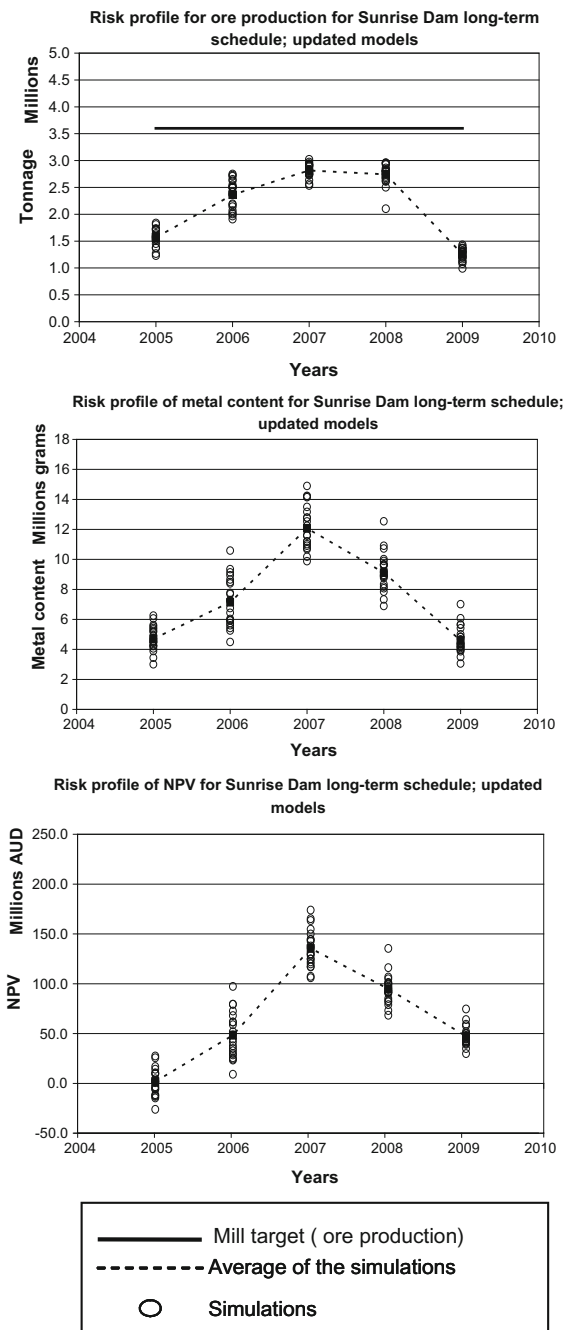 Risk profile for ore production for Sunrise Dam long-term
schedule; updated models
Tonnage Millions
5.0
4.5
4.0
3.5
3.0
2.5
2.0
1.5
1.0
0.5
0.0
2004 2005 2006 2007 2008 2009 2010
Years
Risk profile of metal content for Sunrise Dam long-term schedule;
updated models
Metal content Millions grams
18
16
14
12
10
8
6
4
2
0
2004 2005 2006 2007 2008 2009 2010
Years
Risk profile of NPV for Sunrise Dam long-term schedule; updated
models
NPV Millions AUD
250.0
200.0
150.0
100.0
50.0
0.0
-50.0
2004 2005 2006 2007 2008 2009 2010
Years
Mill target ( ore production)
Average of the simulations
Simulations